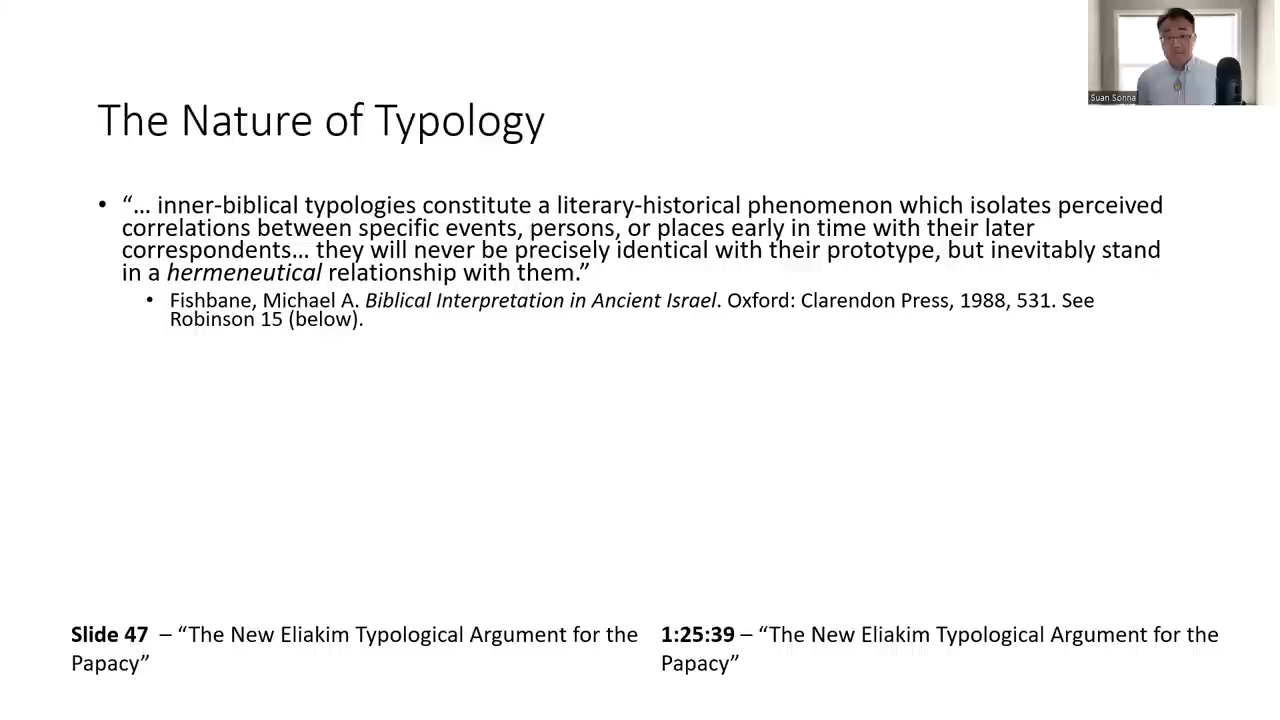 Suan Sonna
The Nature of Typology
• “… inner-biblical typologies constitute a literary-historical phenomenon which isolates perceived
correlations between specific events, persons, or places early in time with their later
correspondents… they will never be precisely identical with their prototype, but inevitably stand
in a hermeneutical relationship with them.”
• Fishbane, Michael A. Biblical Interpretation in Ancient Israel. Oxford: Clarendon Press, 1988, 531. See
Robinson 15 (below).
Slide 47 – “The New Eliakim Typological Argument for the
Papacy”
1:25:39 – “The New Eliakim Typological Argument for the
Papacy”